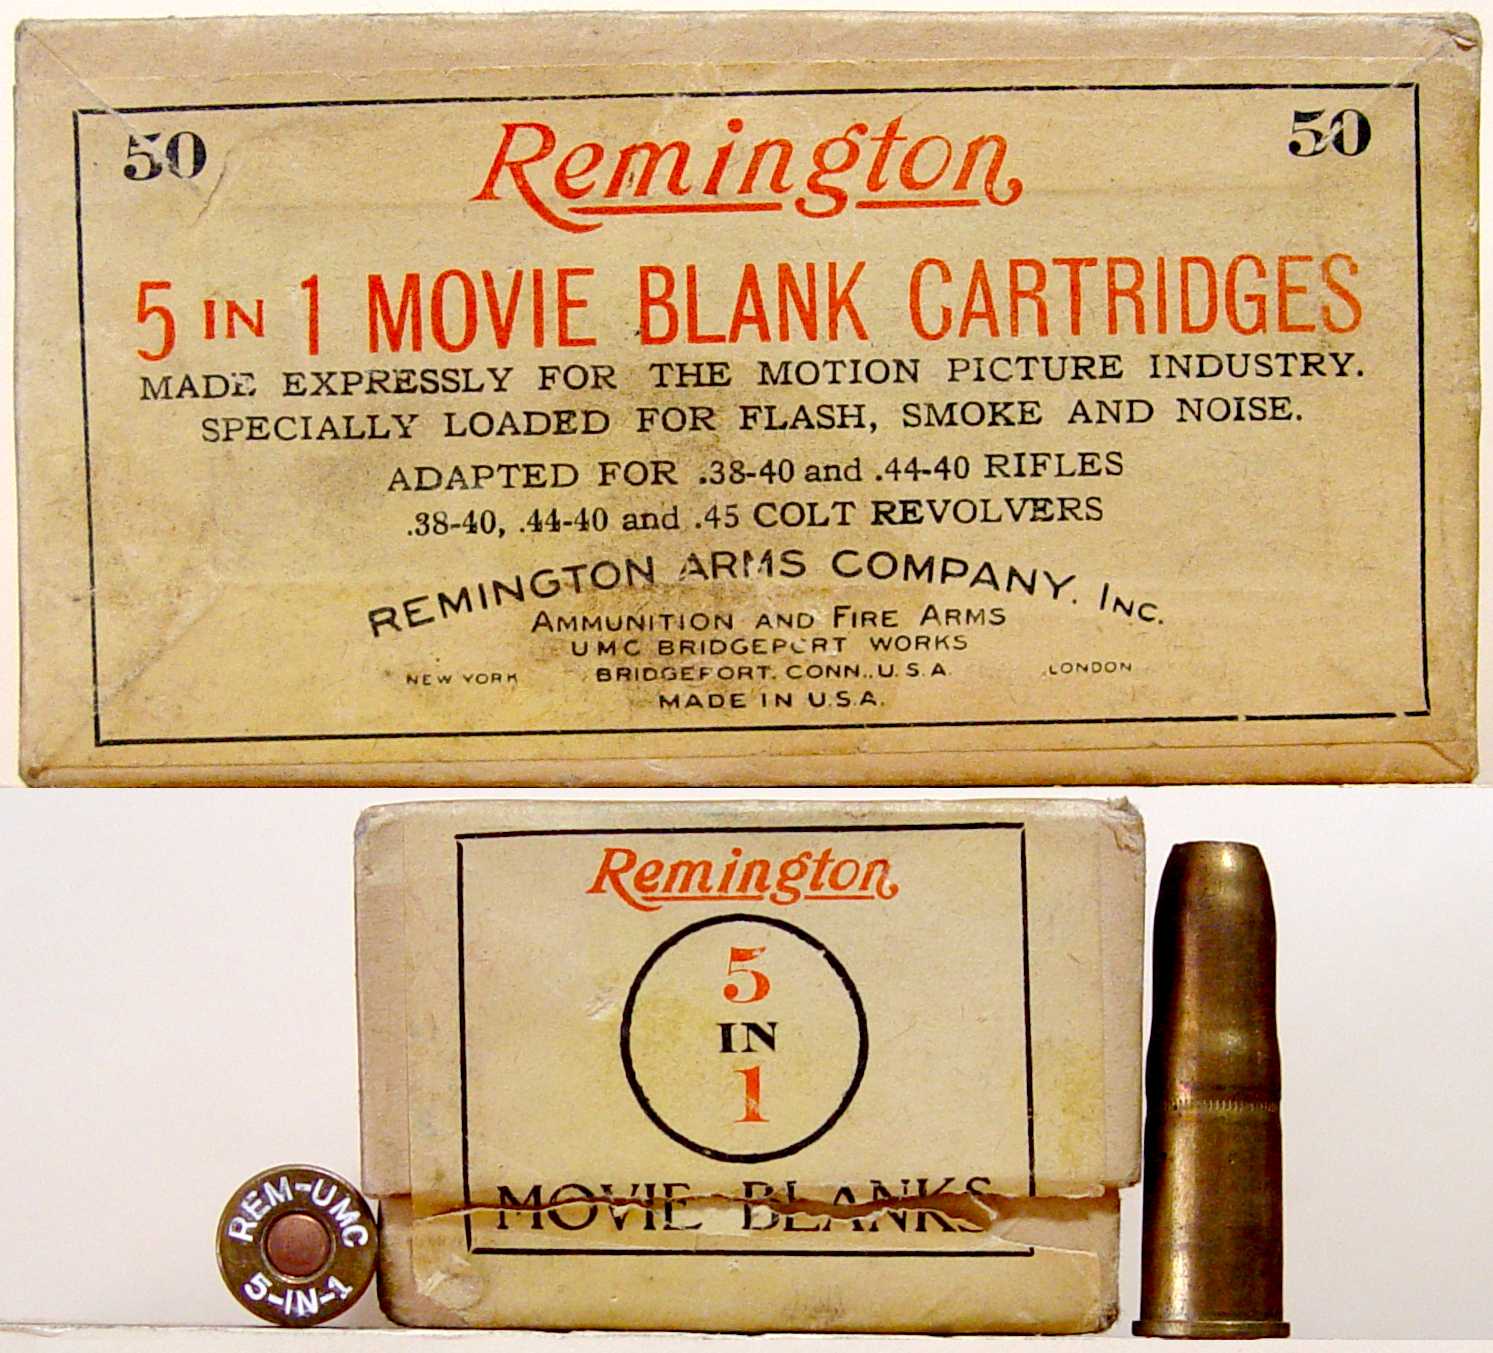 50 Remington 50
5 IN 1 MOVIE BLANK CARTRIDGES
MADE EXPRESSLY FOR THE MOTION PICTURE INDUSTRY.
SPECIALLY LOADED FOR FLASH, SMOKE AND NOISE.
ADAPTED FOR .38-40 and .44-40 RIFLES
.38-40, .44-40 and .45 COLT REVOLVERS
REMINGTON ARMS COMPANY, INC.
AMMUNITION AND FIRE ARMS
UMC BRIDGEPORT WORKS
NEW YORK BRIDGEPORT, CONN., U.S.A. LONDON
MADE IN U.S.A.
Remington
5
IN
1
MOVIE BLANKS
REM-UMC
5-IN-1